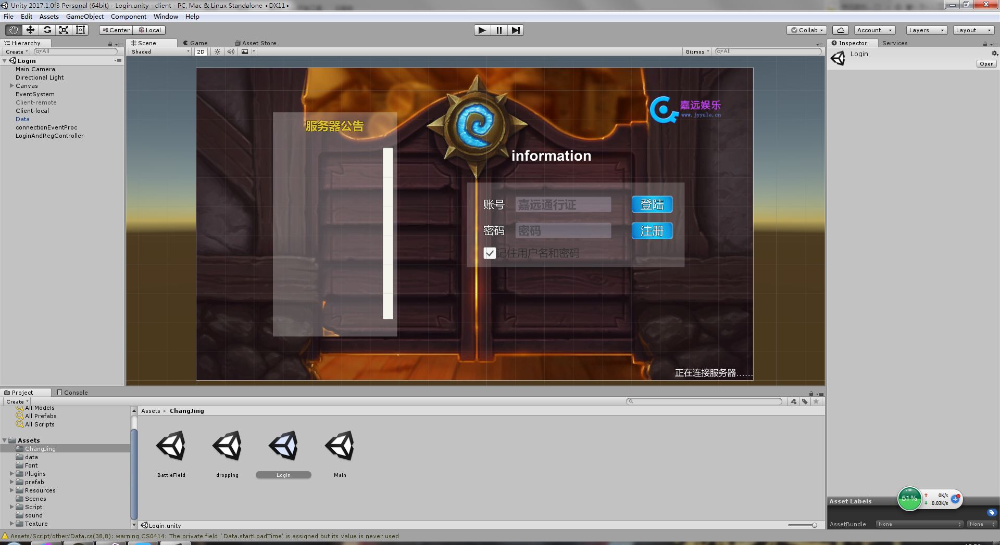 Unity 2017.1.0f3 Personal (64bit) - Login.unity - client - PC, Mac & Linux Standalone <DX11>
File Edit Assets GameObject Component Window Help
Center Local
Collab Account Layers Layout
Hierarchy
Create All
Login
Main Camera
Directional Light
Canvas
EventSystem
Client-remote
Client-local
Data
connectionEventProc
LoginAndRegController
Scene Game Asset Store
Shaded 2D Gizmos All
服务器公告
嘉远娱乐
www.jyyule.cn
information
账号 嘉远通行证 登陆
密码 密码 注册
记住用户名和密码
正在连接服务器......
Inspector Services
Login
Open
Project Console
Create
All Models
All Prefabs
All Scripts
Assets
ChangJing
data
Font
Plugins
prefab
Resources
Scenes
Script
sound
Texture
Assets ChangJing
BattleField dropping Login Main
Login.unity
51% 0K/s
0.03K/s
Asset Labels
AssetBundle None None
Assets/Script/other/Data.cs(38,8): warning CS0414: The private field `Data.startLoadTime' is assigned but its value is never used